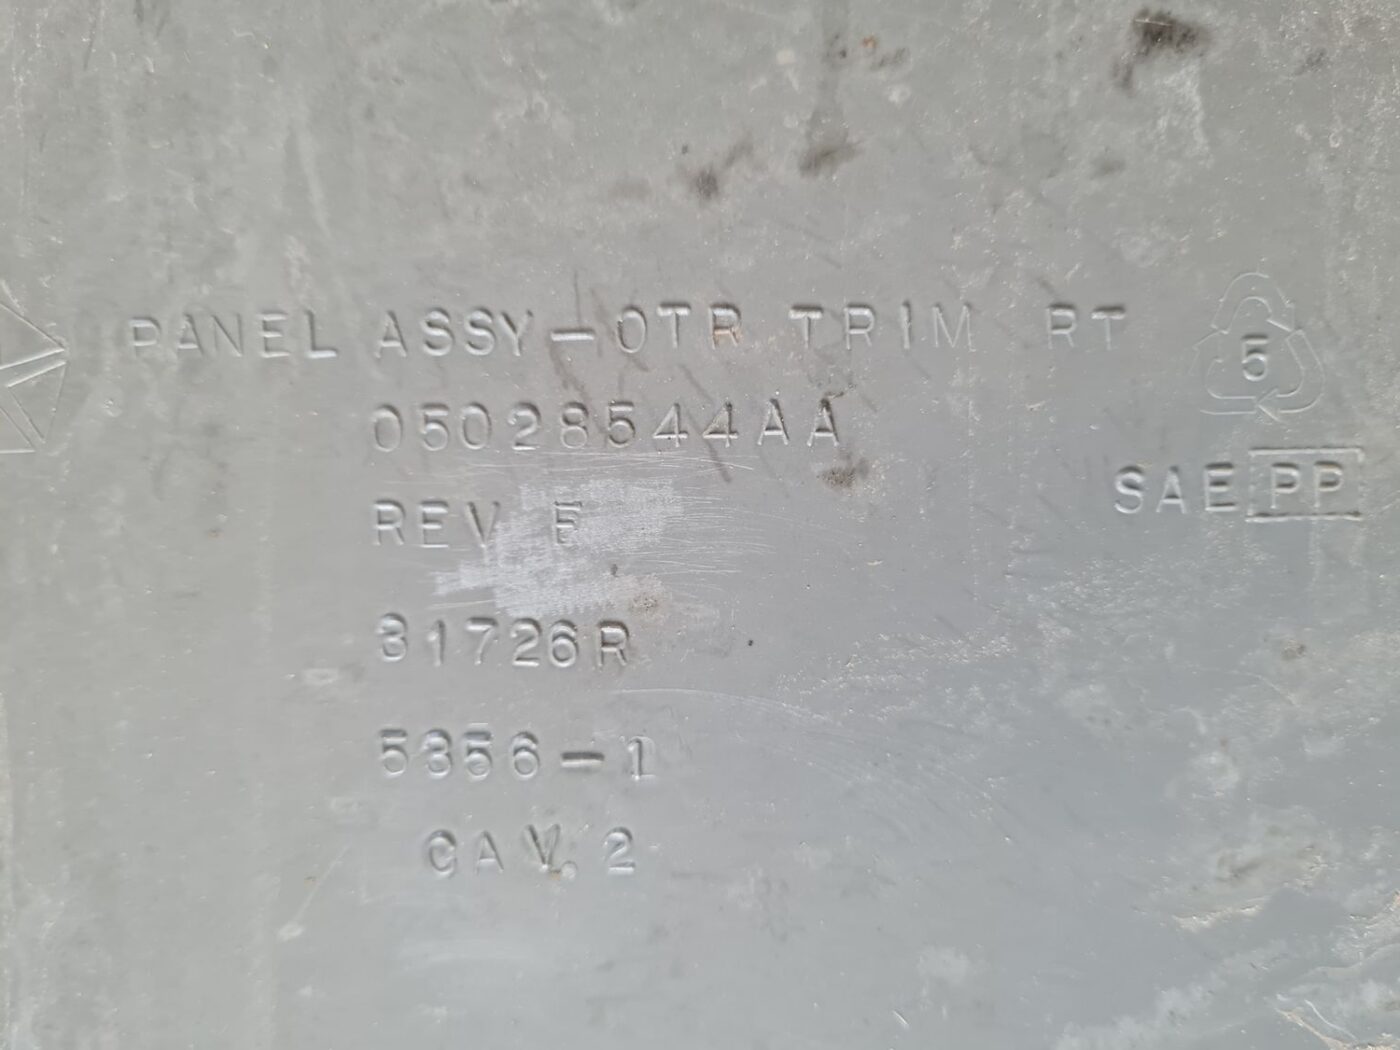 PANEL ASSY-OTR TRIM RT
5
05028544AA
SAE PP
REV F
31726R
5356-1
CAV. 2